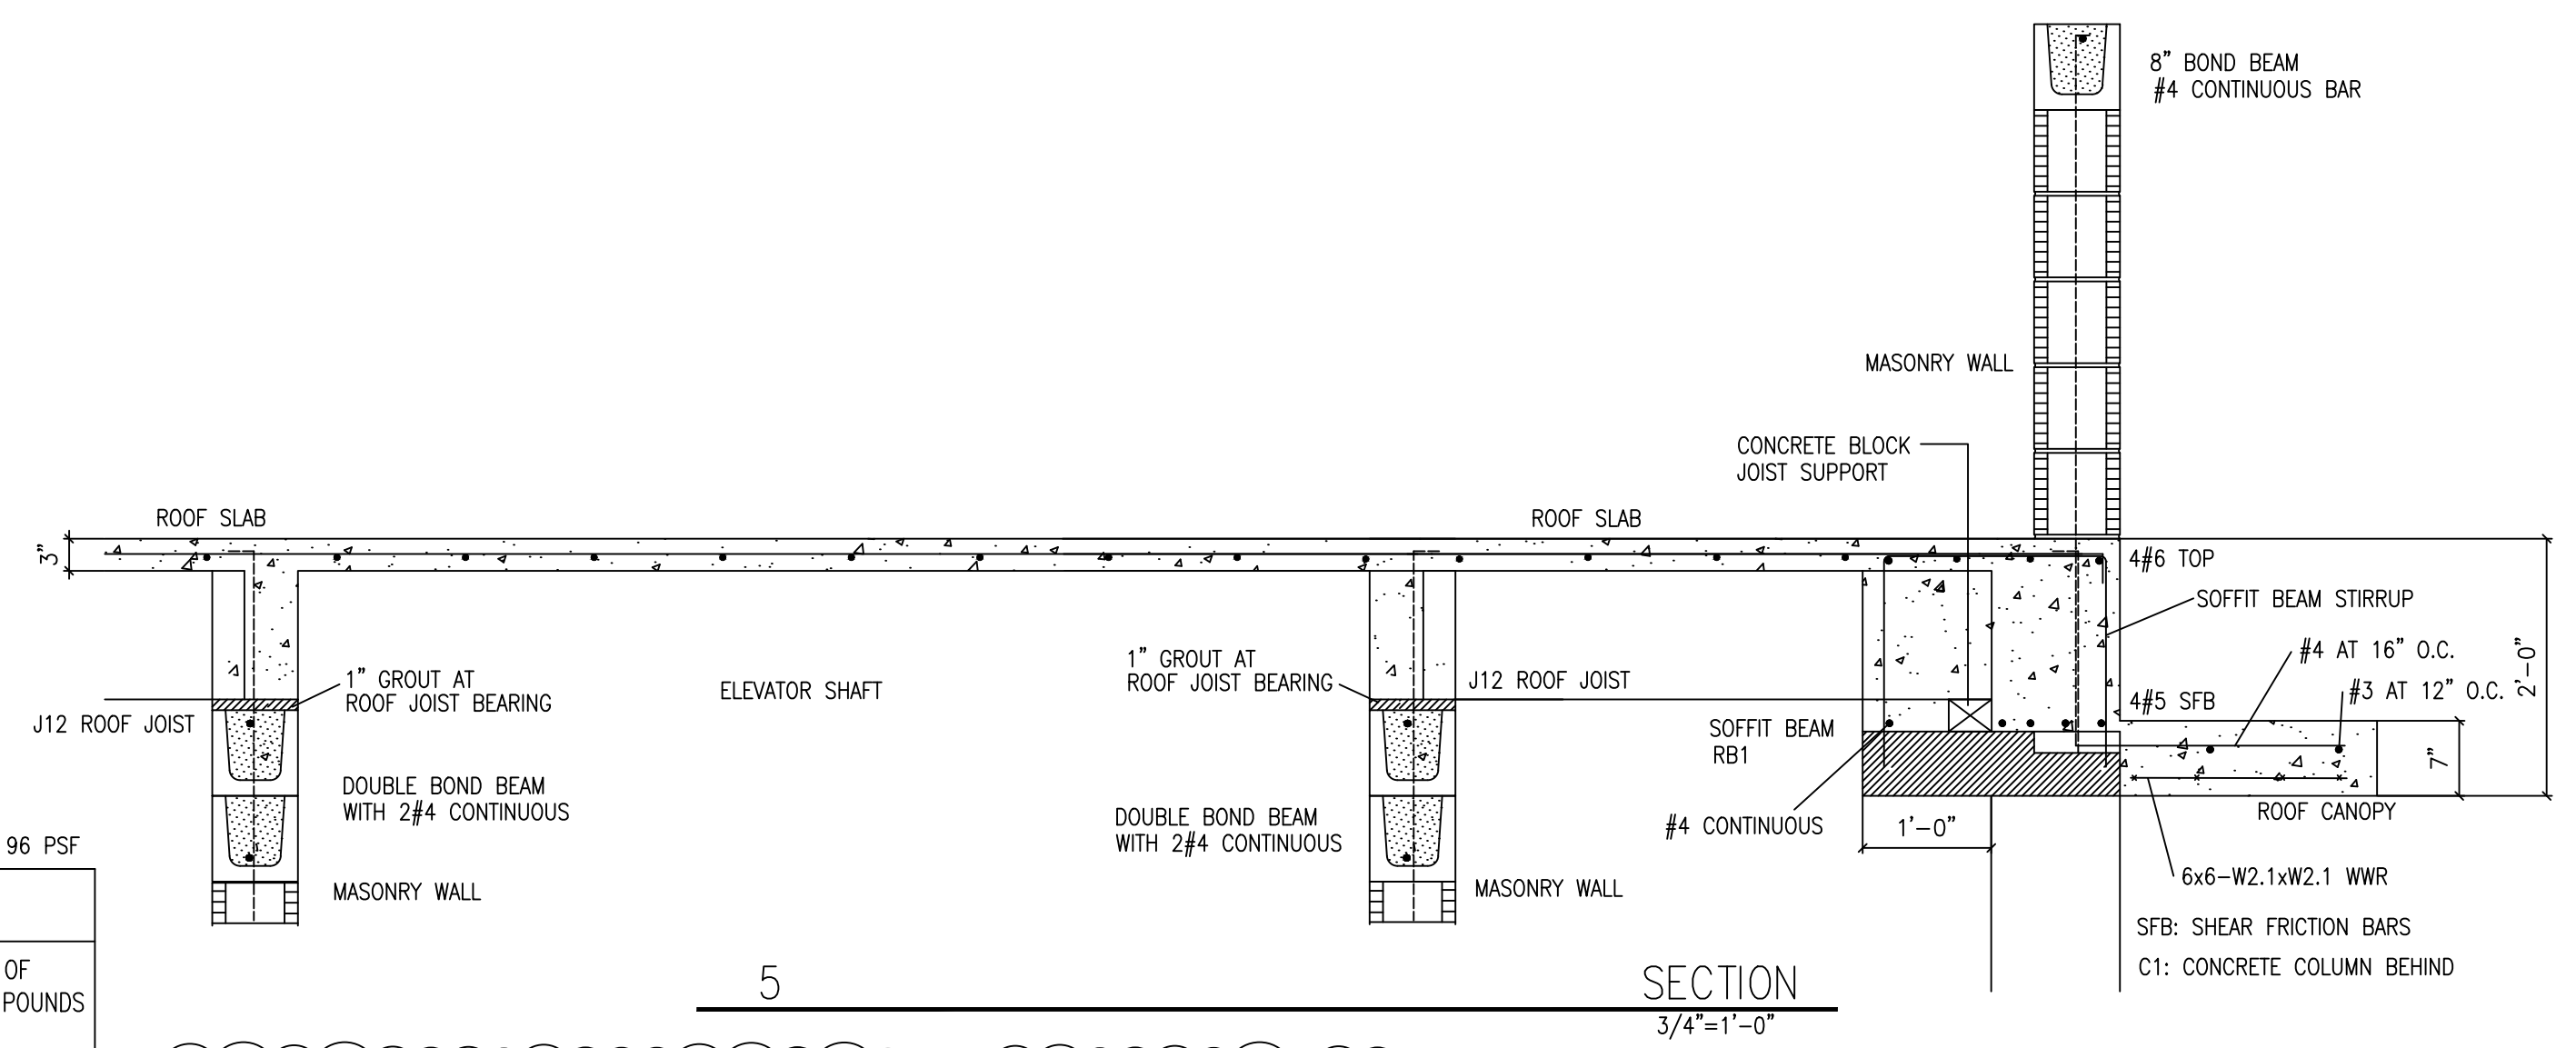 8” BOND BEAM
#4 CONTINUOUS BAR
MASONRY WALL
CONCRETE BLOCK
JOIST SUPPORT
ROOF SLAB
ROOF SLAB
3”
4#6 TOP
SOFFIT BEAM STIRRUP
#4 AT 16” O.C.
#3 AT 12” O.C.
2’-0”
1” GROUT AT
ROOF JOIST BEARING
J12 ROOF JOIST
ELEVATOR SHAFT
1” GROUT AT
ROOF JOIST BEARING
J12 ROOF JOIST
4#5 SFB
SOFFIT BEAM
RB1
7”
DOUBLE BOND BEAM
WITH 2#4 CONTINUOUS
DOUBLE BOND BEAM
WITH 2#4 CONTINUOUS
#4 CONTINUOUS
1’-0”
ROOF CANOPY
96 PSF
MASONRY WALL
MASONRY WALL
6x6-W2.1xW2.1 WWR
SFB: SHEAR FRICTION BARS
C1: CONCRETE COLUMN BEHIND
OF
POUNDS
5
SECTION
3/4”=1’-0”